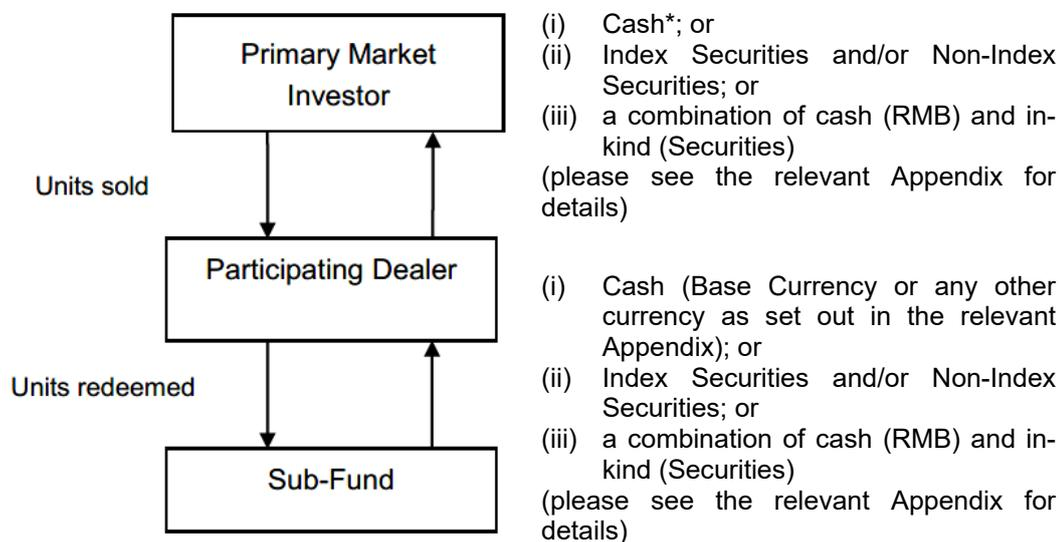 Primary Market
Investor
Units sold
Participating Dealer
Units redeemed
Sub-Fund
(i) Cash*; or
(ii) Index Securities and/or Non-Index
Securities; or
(iii) a combination of cash (RMB) and in-
kind (Securities)
(please see the relevant Appendix for
details)
(i) Cash (Base Currency or any other
currency as set out in the relevant
Appendix); or
(ii) Index Securities and/or Non-Index
Securities; or
(iii) a combination of cash (RMB) and in-
kind (Securities)
(please see the relevant Appendix for
details)